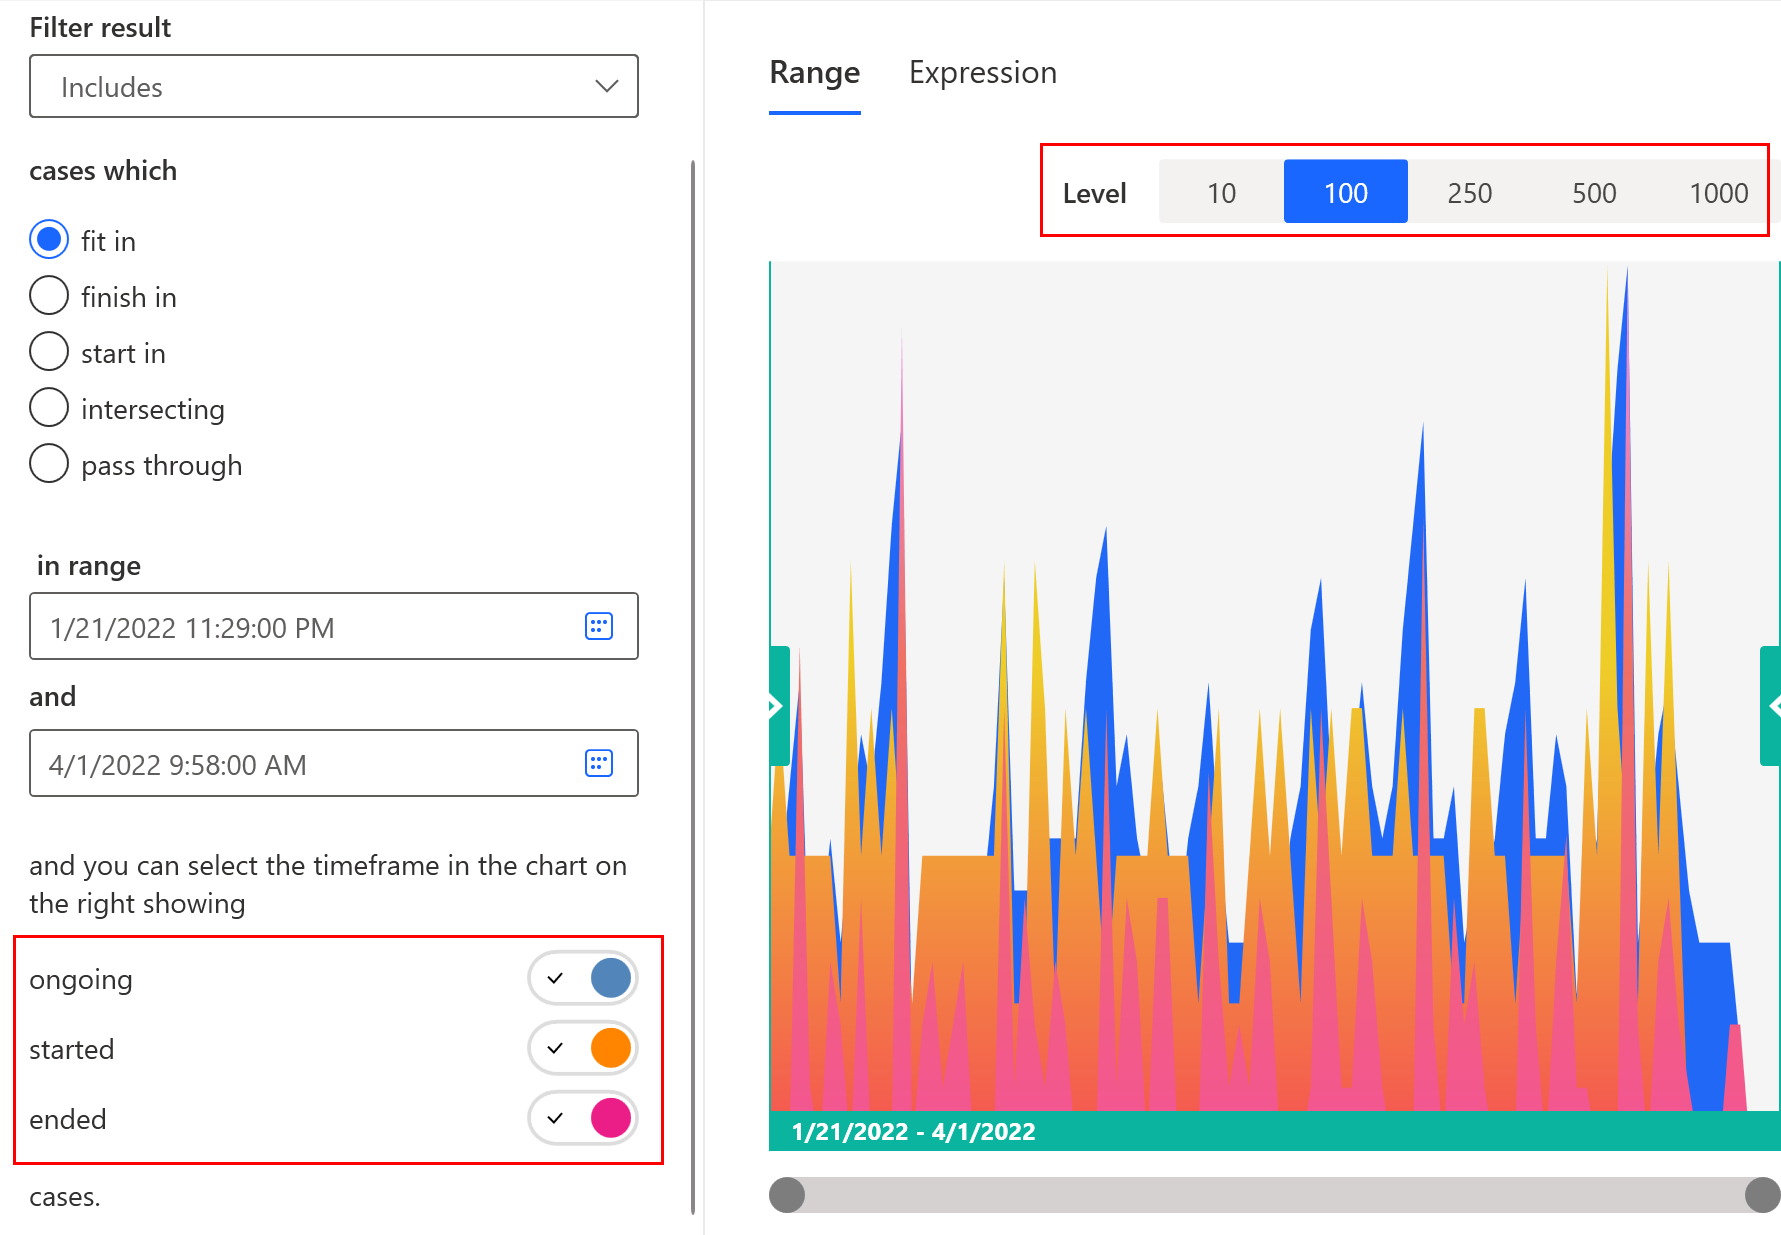 Filter result
Includes
cases which
fit in
finish in
start in
intersecting
pass through
in range
1/21/2022 11:29:00 PM
and
4/1/2022 9:58:00 AM
and you can select the timeframe in the chart on
the right showing
ongoing
started
ended
cases.
Range Expression
Level 10 100 250 500 1000
1/21/2022 - 4/1/2022